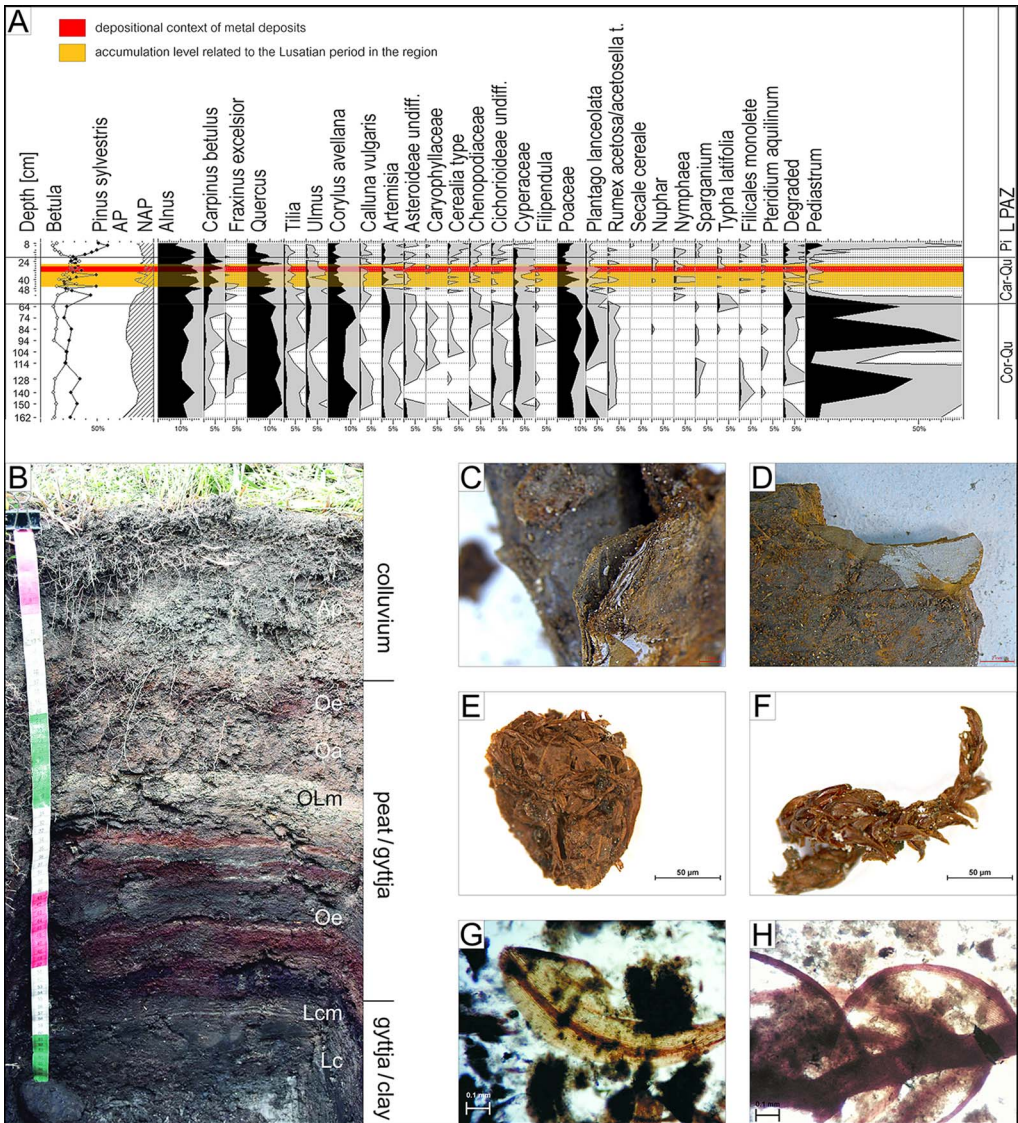 A
depositional context of metal deposits
accumulation level related to the Lusatian period in the region
Depth [cm]
Betula
Pinus sylvestris
AP
NAP
Alnus
Carpinus betulus
Fraxinus excelsior
Quercus
Tilia
Ulmus
Corylus avellana
Calluna vulgaris
Artemisia
Asteroideae undiff.
Caryophyllaceae
Cerealia type
Chenopodiaceae
Cichorioideae undiff.
Cyperaceae
Filipendula
Poaceae
Plantago lanceolata
Rumex acetosa/acetosella t.
Secale cereale
Nuphar
Nymphaea
Sparganium
Typha latifolia
Filicales monolete
Pteridium aquilinum
Degraded
Pediastrum
L PAZ
8
24
40
48
64
74
84
94
104
114
128
140
150
162
Pi
Car-Qu
Cor-Qu
50% 10% 5% 5% 10% 5% 5% 10% 5% 5% 5% 5% 5% 5% 5% 5% 5% 10% 5% 5% 5% 5% 5% 5% 5% 5% 5% 5% 50%
B
colluvium
peat / gyttja
gyttja / clay
Oe
Oa
OLm
Oe
Lcm
Lc
C
D
E
50 µm
F
50 µm
G
0.1 mm
H
0.1 mm